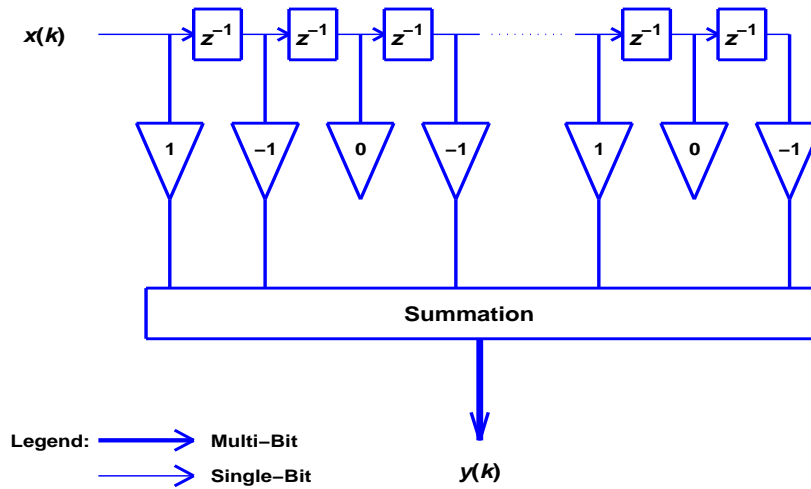 x(k) z⁻¹ z⁻¹ z⁻¹ z⁻¹ z⁻¹
1 −1 0 −1 1 0 −1
Summation
Legend: Multi−Bit
Single−Bit
y(k)